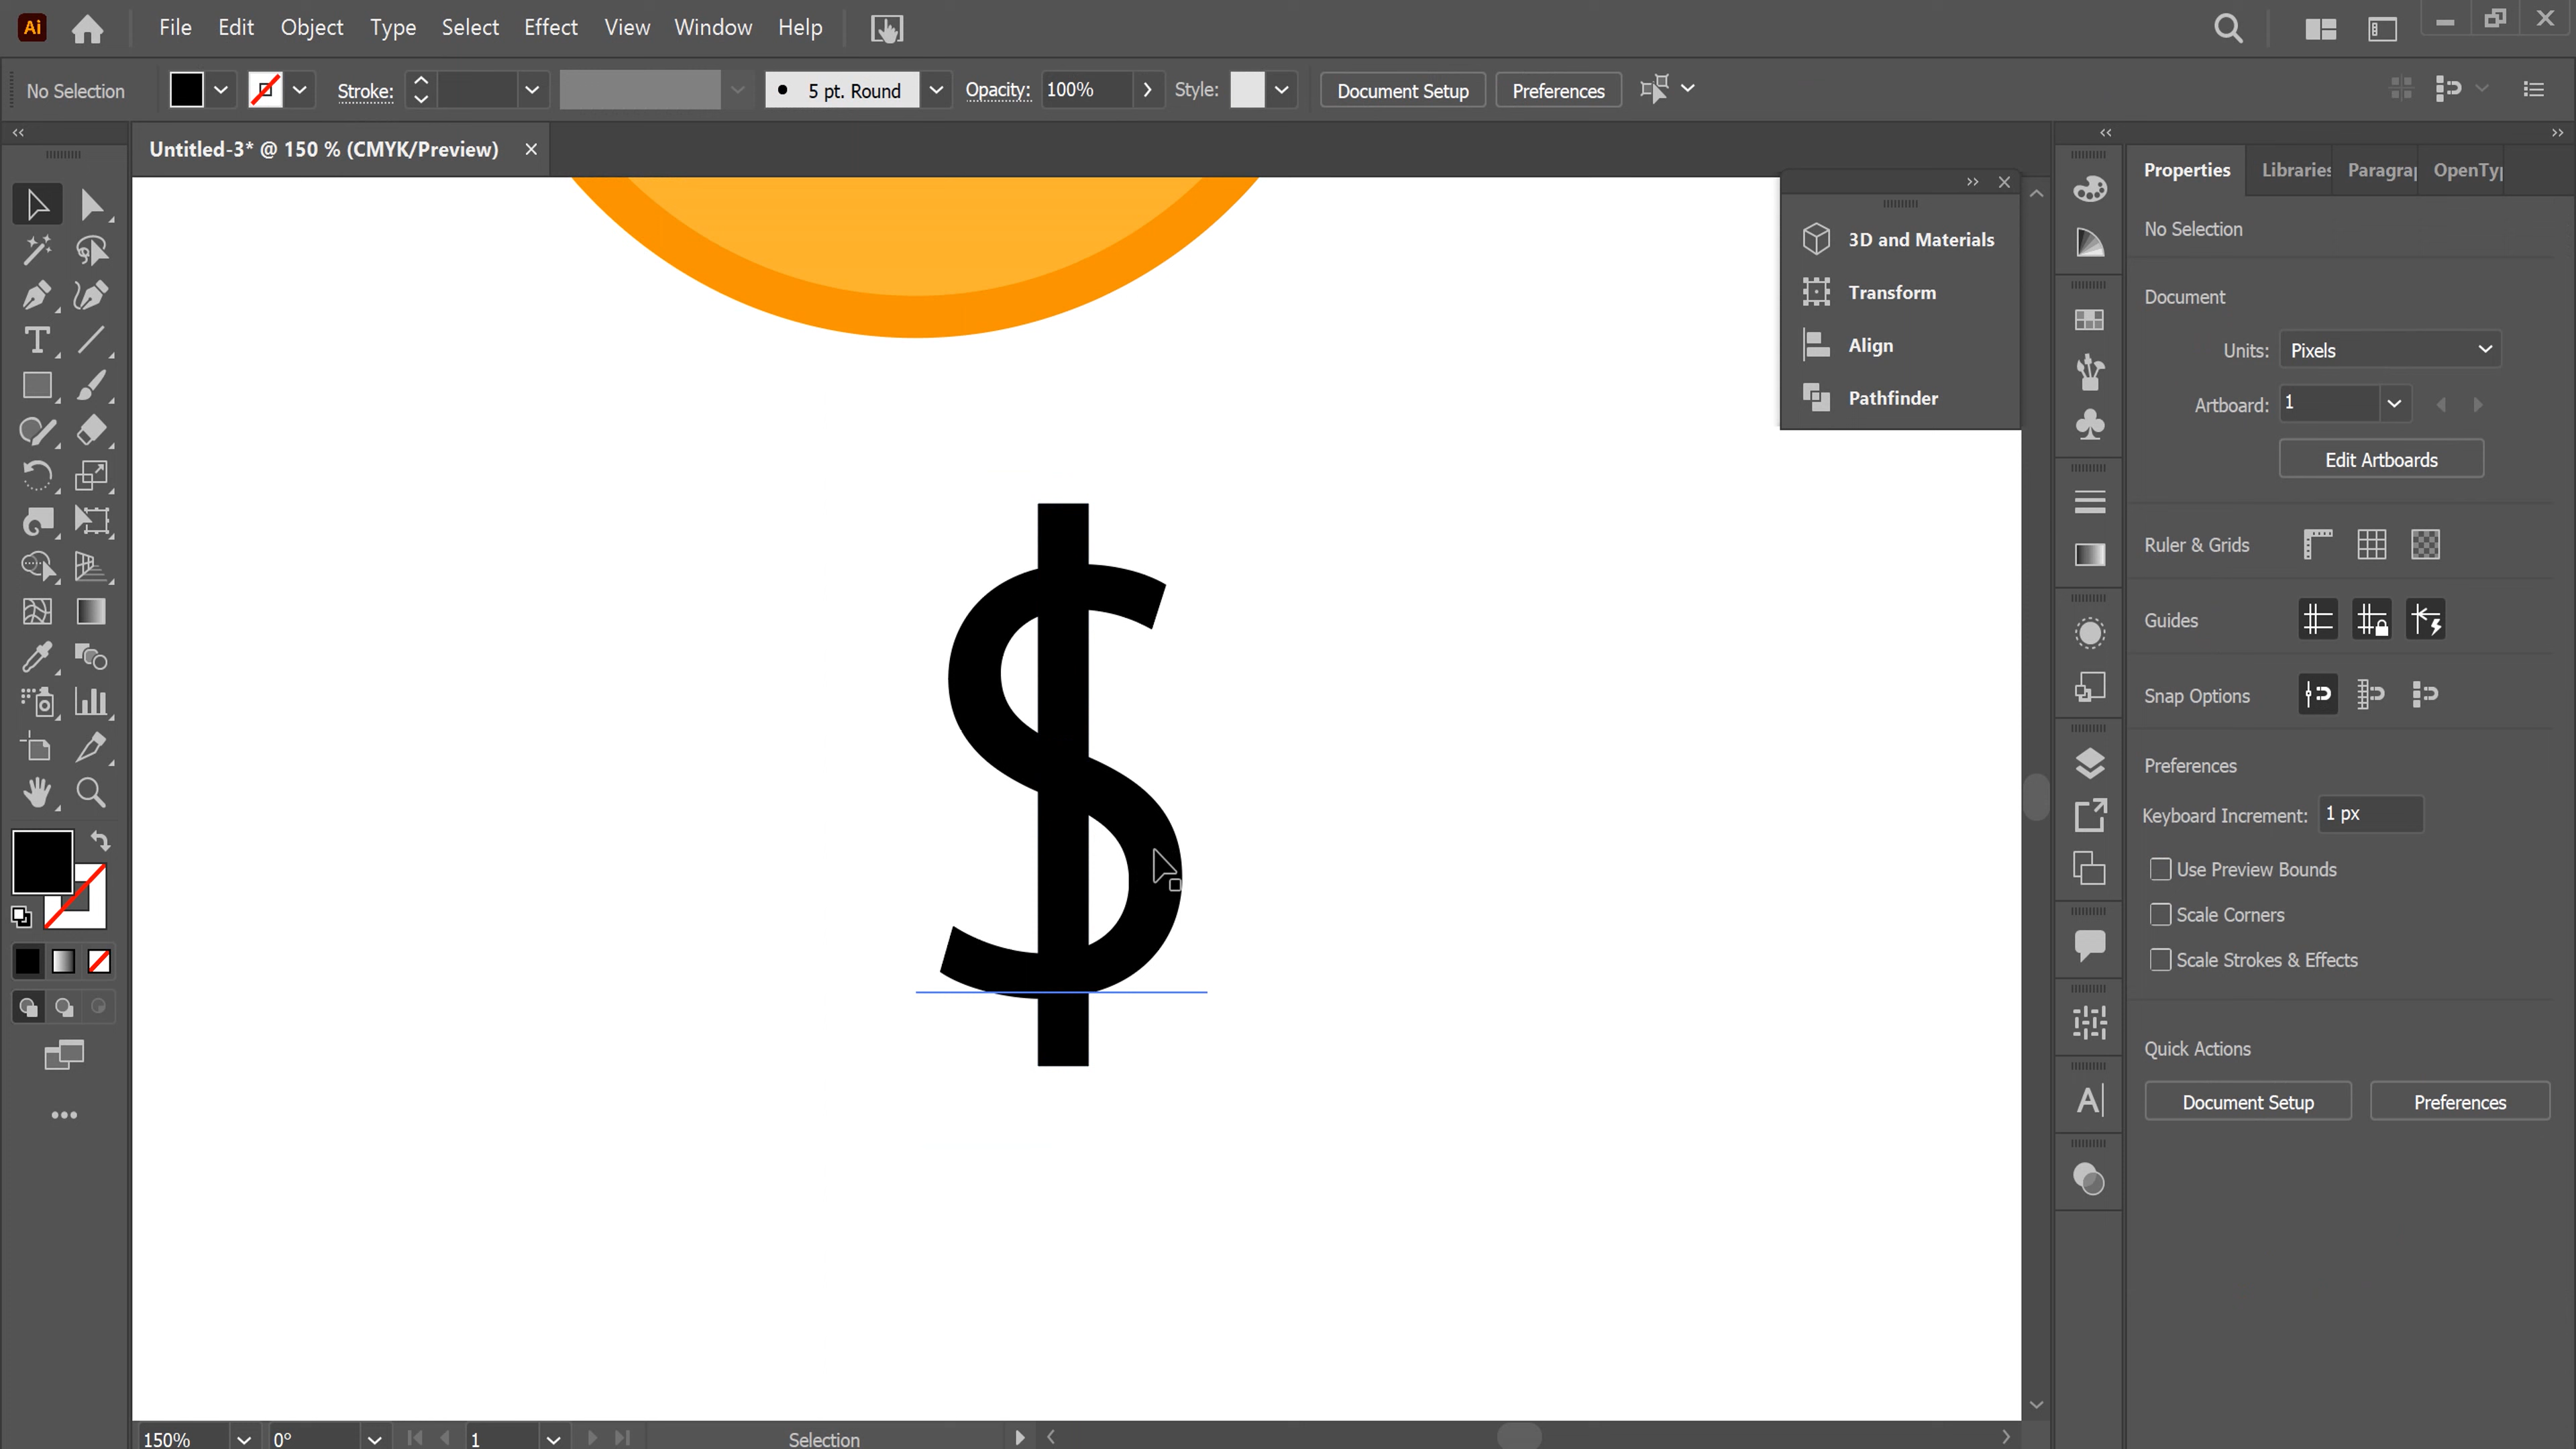 Ai File Edit Object Type Select Effect View Window Help
No Selection Stroke: 5 pt. Round Opacity: 100% Style: Document Setup Preferences
Untitled-3* @ 150 % (CMYK/Preview)
3D and Materials
Transform
Align
Pathfinder
$
Properties Libraries Paragra OpenTy
No Selection
Document
Units: Pixels
Artboard: 1
Edit Artboards
Ruler & Grids
Guides
Snap Options
Preferences
Keyboard Increment: 1 px
Use Preview Bounds
Scale Corners
Scale Strokes & Effects
Quick Actions
Document Setup Preferences
150% 0° 1 Selection